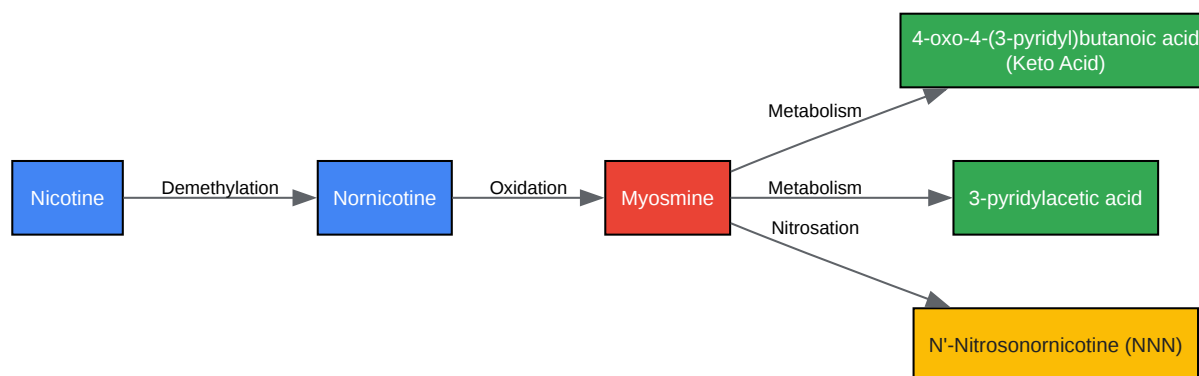 4-oxo-4-(3-pyridyl)butanoic acid
(Keto Acid)
Metabolism
Nicotine
Demethylation
Nornicotine
Oxidation
Myosmine
Metabolism
3-pyridylacetic acid
Nitrosation
N'-Nitrosonornicotine (NNN)